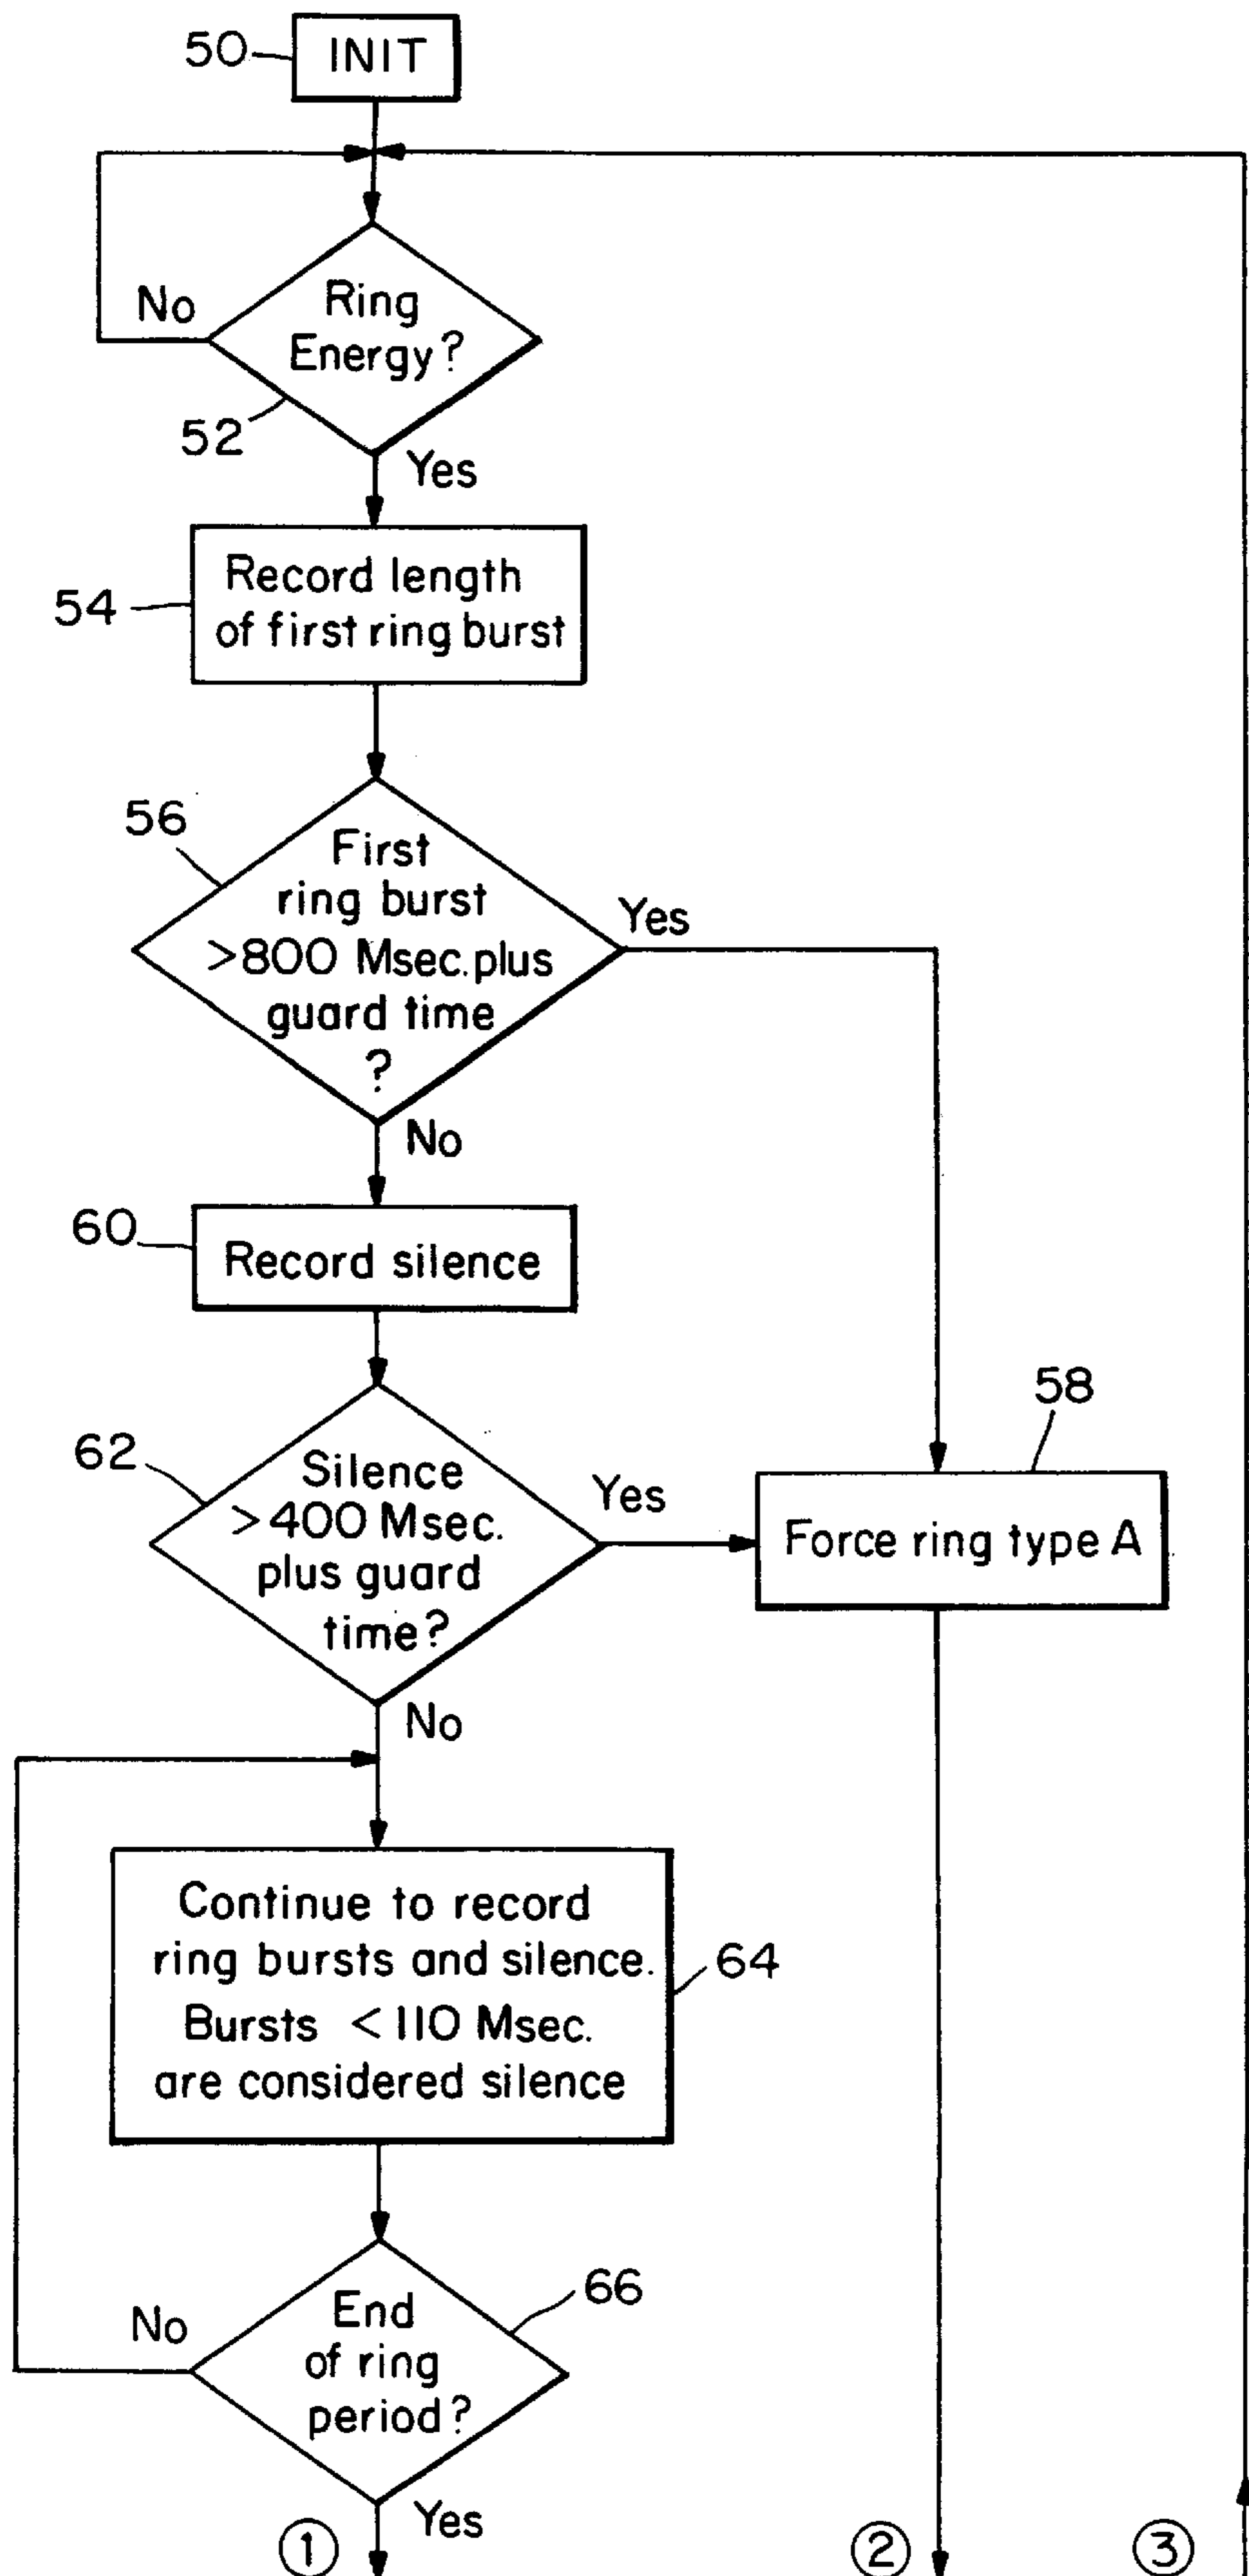 50
INIT
No
Ring
Energy?
52
Yes
Record length
of first ring burst
54
56
First
ring burst
>800 Msec. plus
guard time
?
Yes
No
60
Record silence
58
62
Silence
>400 Msec.
plus guard
time?
Yes
Force ring type A
No
Continue to record
ring bursts and silence.
Bursts <110 Msec.
are considered silence
64
66
No
End
of ring
period?
Yes
1
2
3